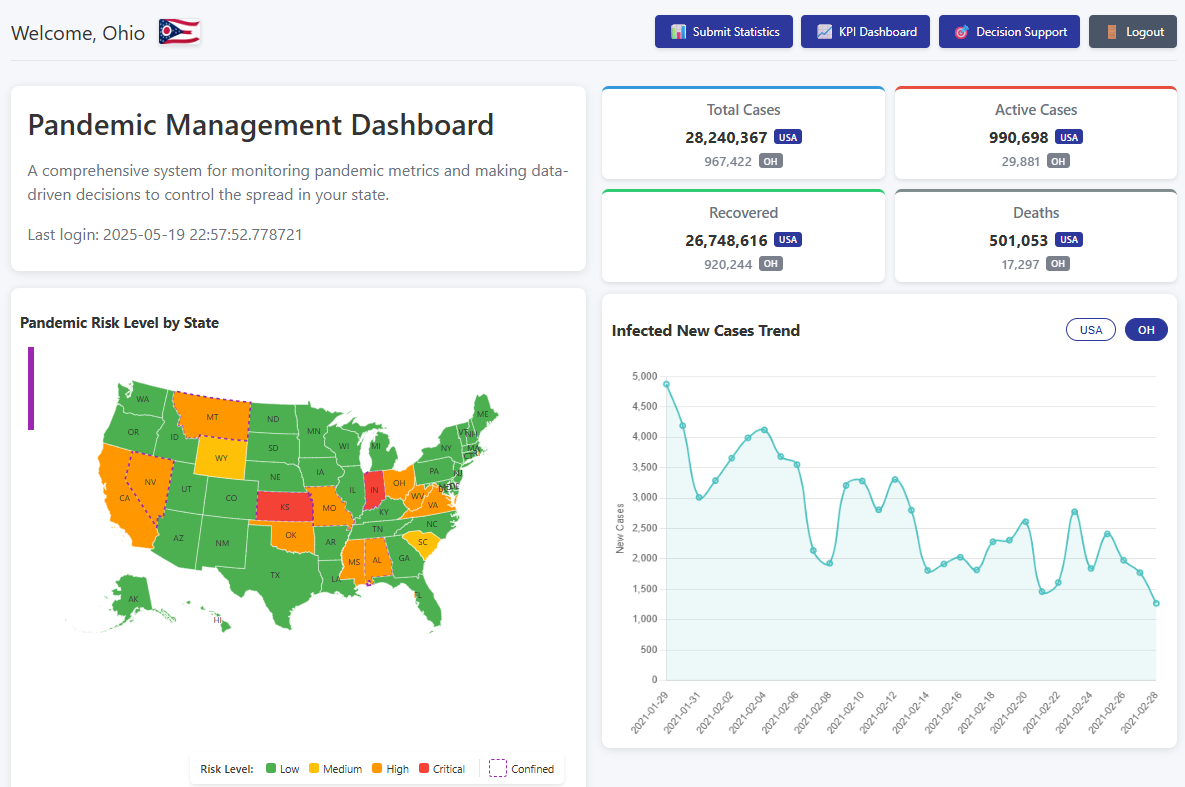 Welcome, Ohio
Submit Statistics
KPI Dashboard
Decision Support
Logout
Pandemic Management Dashboard
A comprehensive system for monitoring pandemic metrics and making data-
driven decisions to control the spread in your state.
Last login: 2025-05-19 22:57:52.778721
Total Cases
28,240,367 USA
967,422 OH
Active Cases
990,698 USA
29,881 OH
Recovered
26,748,616 USA
920,244 OH
Deaths
501,053 USA
17,297 OH
Pandemic Risk Level by State
WA
MT
ND
MN
ME
OR
ID
SD
WI
MI
VT
NH
NY
MA
CT
WY
NV
CA
UT
CO
NE
IA
IL
IN
OH
PA
NJ
KS
MO
WV
VA
KY
AZ
NM
OK
AR
TN
NC
SC
TX
LA
MS
AL
GA
FL
AK
HI
Risk Level: Low Medium High Critical Confined
Infected New Cases Trend
USA
OH
New Cases
5,000
4,500
4,000
3,500
3,000
2,500
2,000
1,500
1,000
500
0
2021-01-29
2021-01-31
2021-02-02
2021-02-04
2021-02-06
2021-02-08
2021-02-10
2021-02-12
2021-02-14
2021-02-16
2021-02-18
2021-02-20
2021-02-22
2021-02-24
2021-02-26
2021-02-28